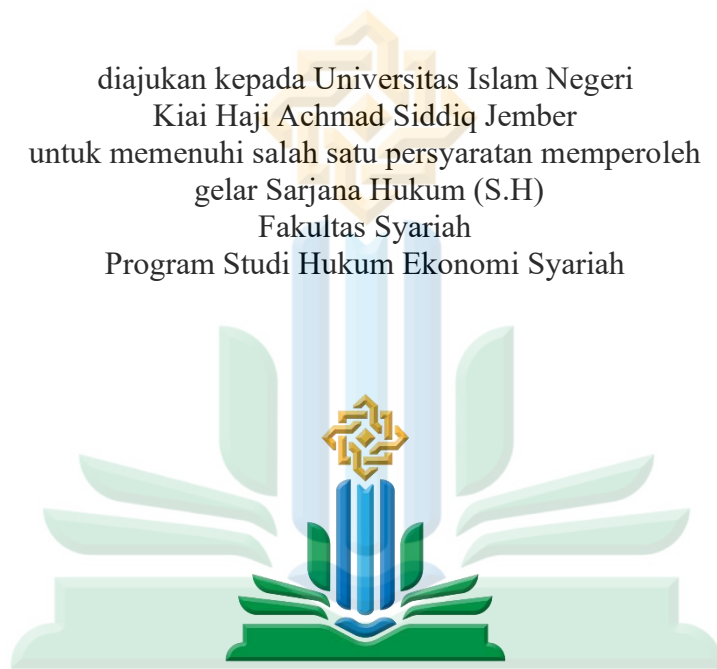 diajukan kepada Universitas Islam Negeri
Kiai Haji Achmad Siddiq Jember
untuk memenuhi salah satu persyaratan memperoleh
gelar Sarjana Hukum (S.H)
Fakultas Syariah
Program Studi Hukum Ekonomi Syariah